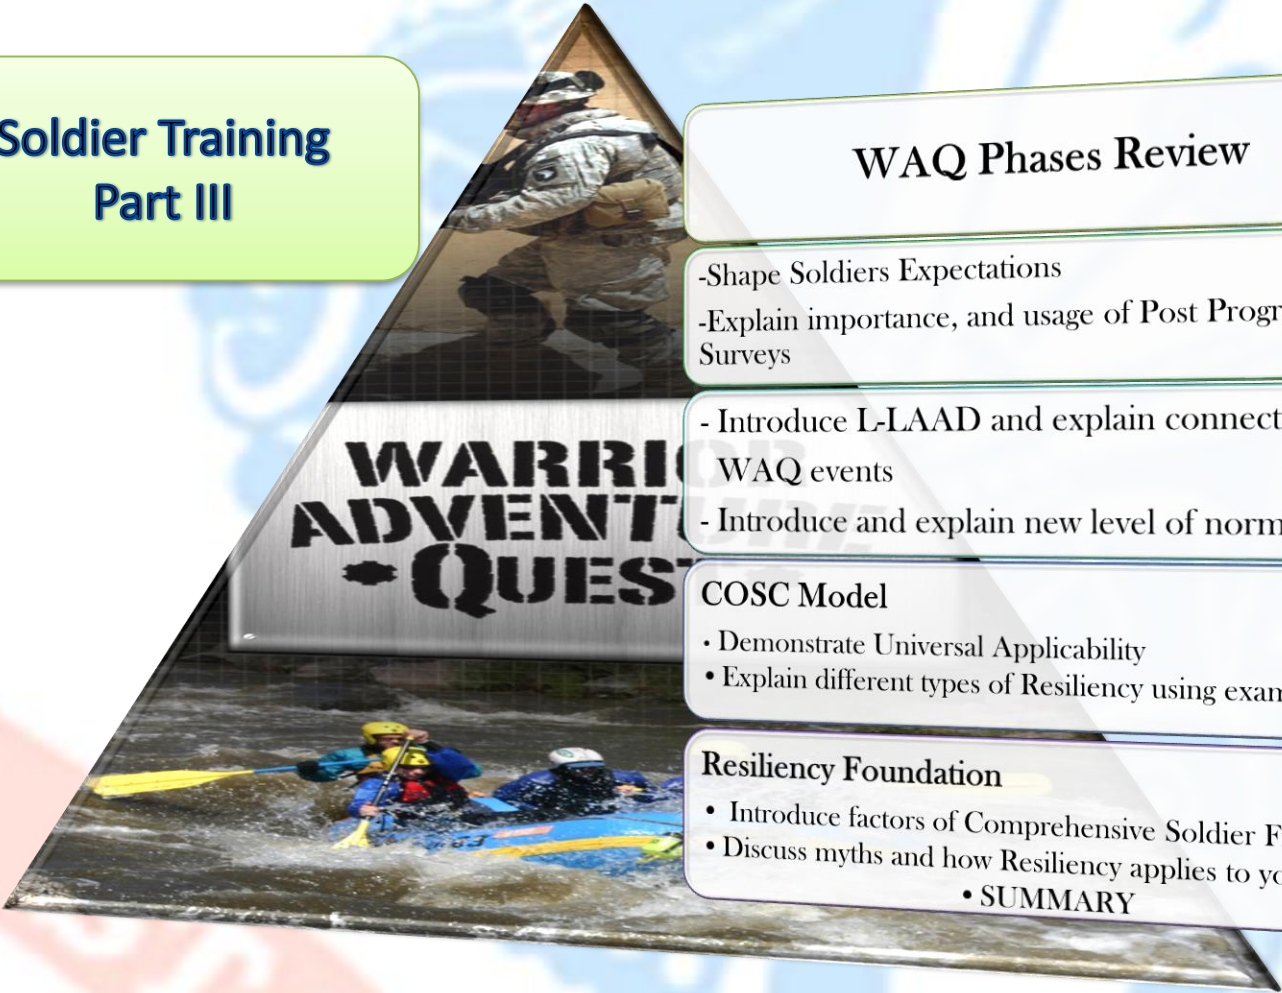 Soldier Training
Part III
WAQ Phases Review
-Shape Soldiers Expectations
-Explain importance, and usage of Post Progr
Surveys
- Introduce L-LAAD and explain connect
WAQ events
- Introduce and explain new level of norm
COSC Model
• Demonstrate Universal Applicability
• Explain different types of Resiliency using exam
Resiliency Foundation
• Introduce factors of Comprehensive Soldier F
• Discuss myths and how Resiliency applies to yo
• SUMMARY
WARRIOR
ADVENTURE
•QUEST